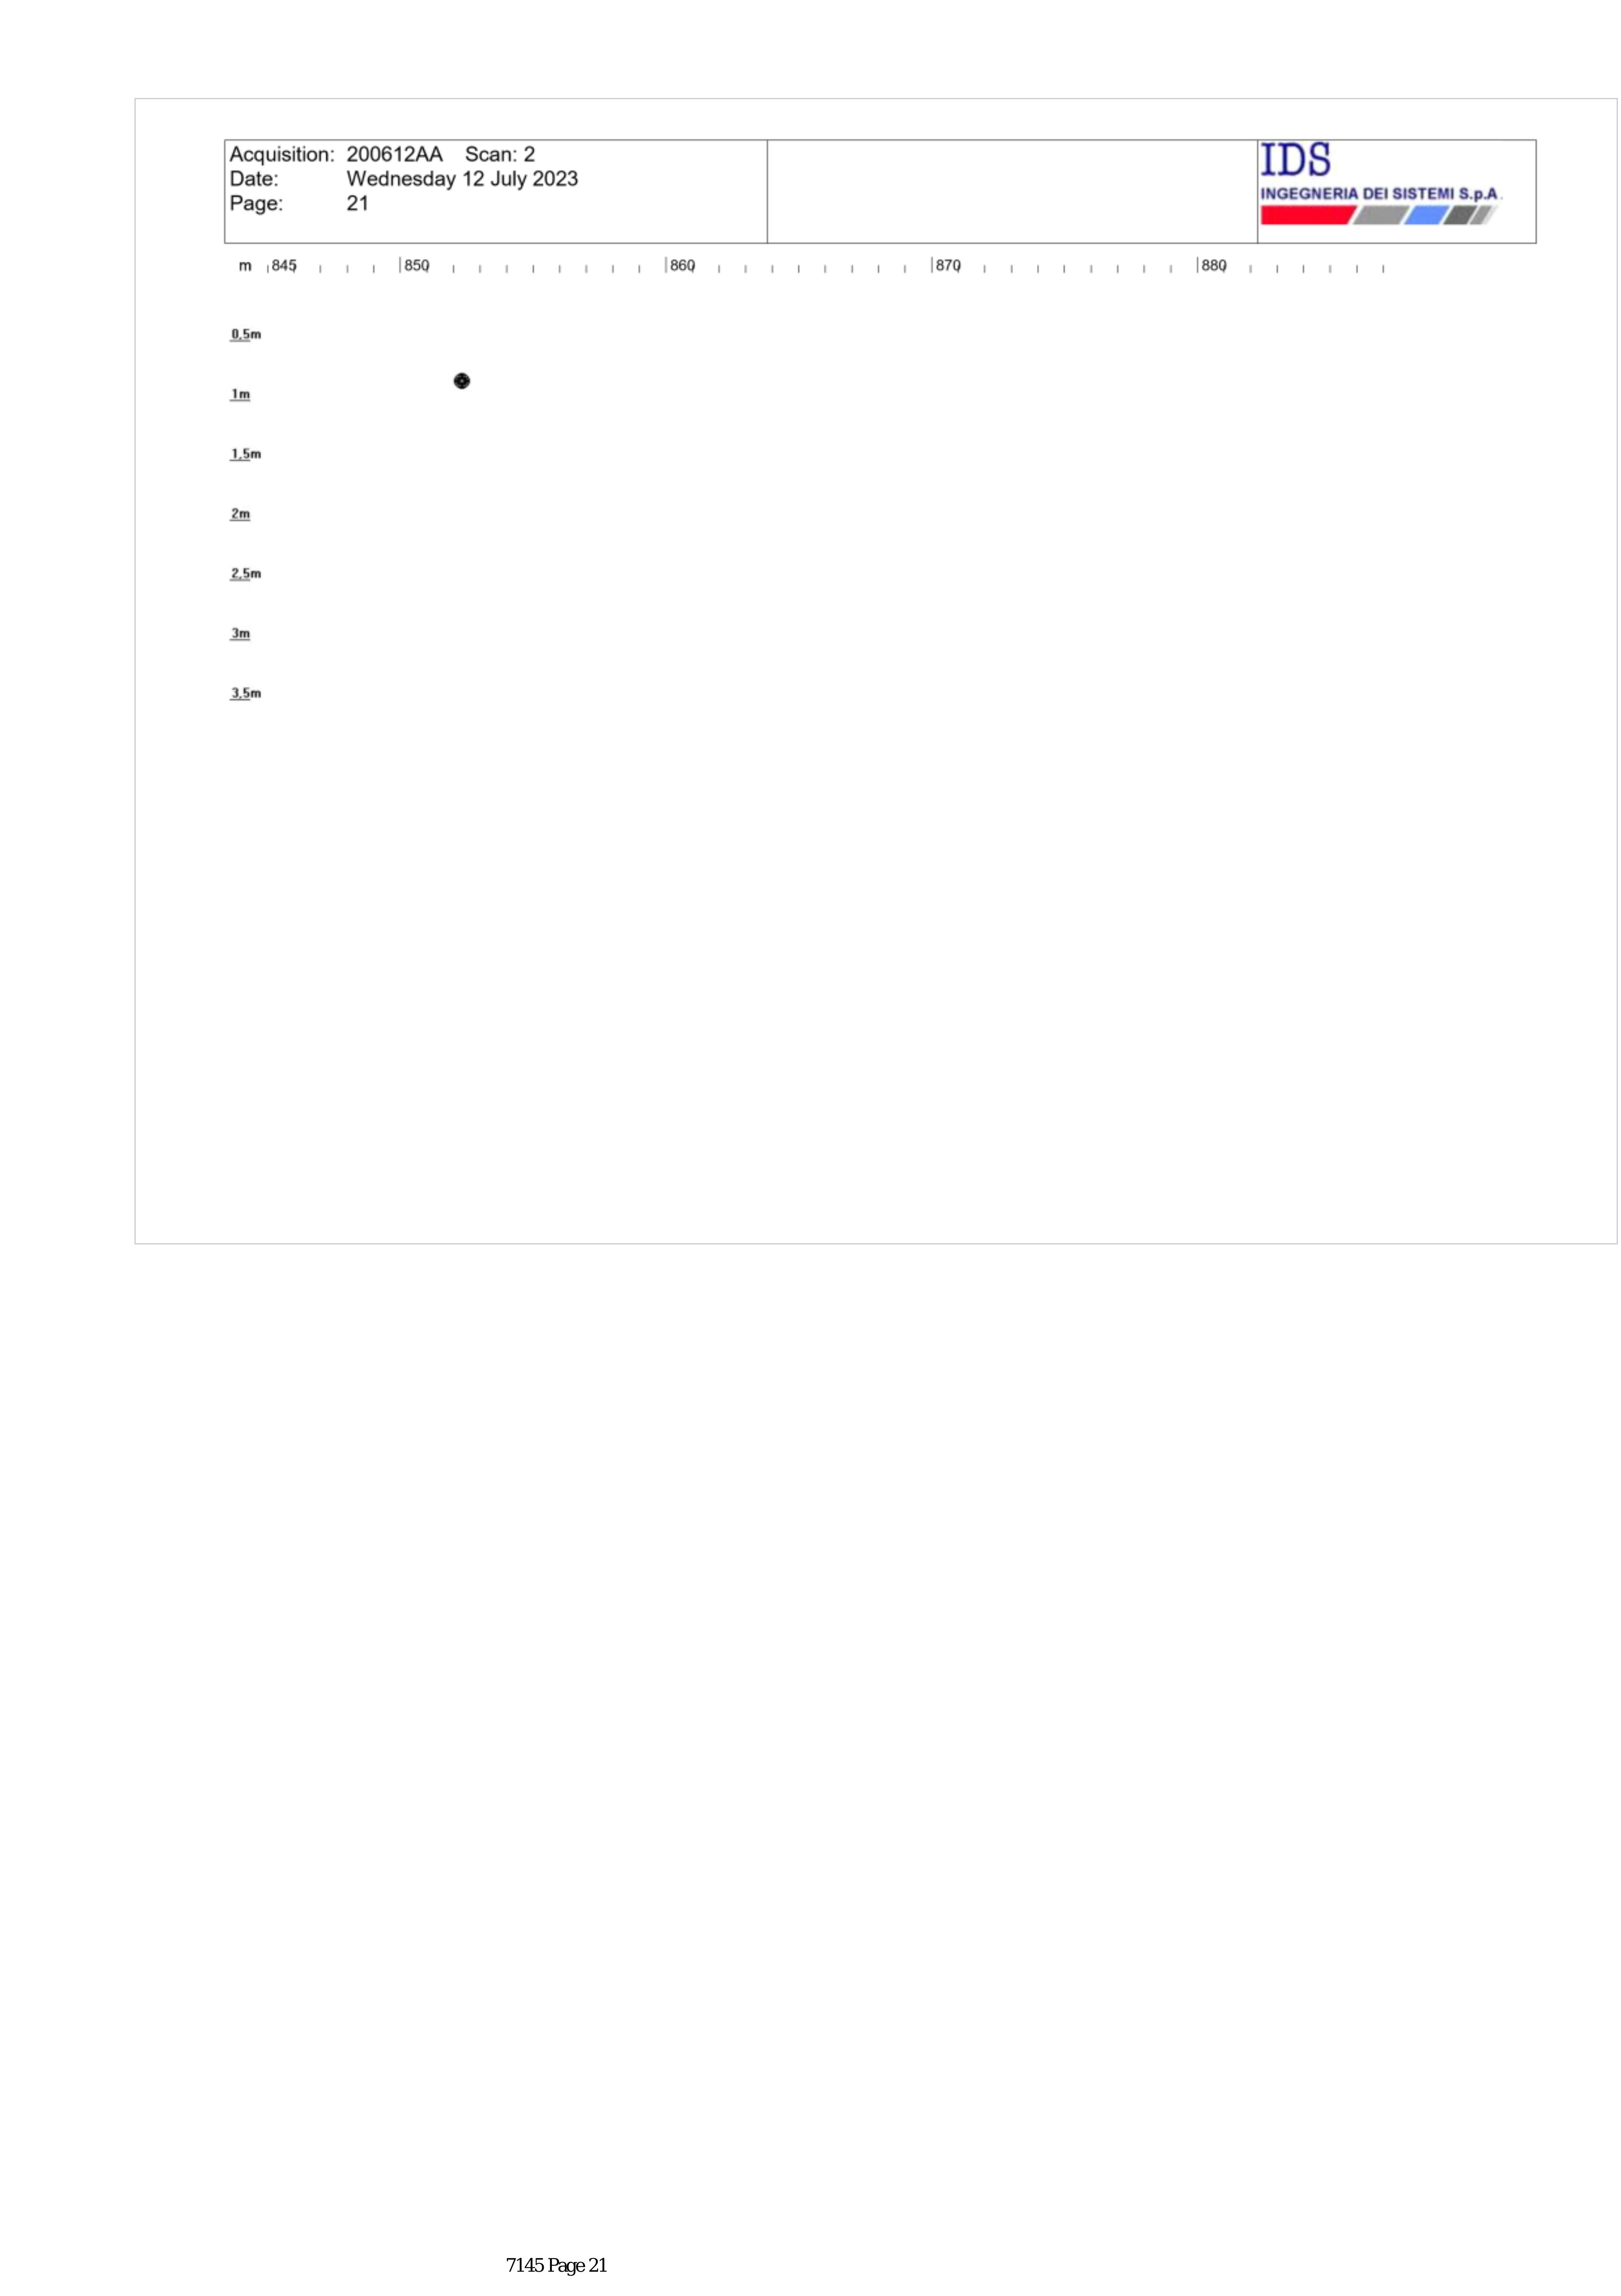 Acquisition: 200612AA Scan: 2
Date: Wednesday 12 July 2023
Page: 21
IDS
INGEGNERIA DEI SISTEMI S.p.A.
m 845 850 860 870 880
0,5m
1m
1,5m
2m
2,5m
3m
3,5m
7145 Page 21